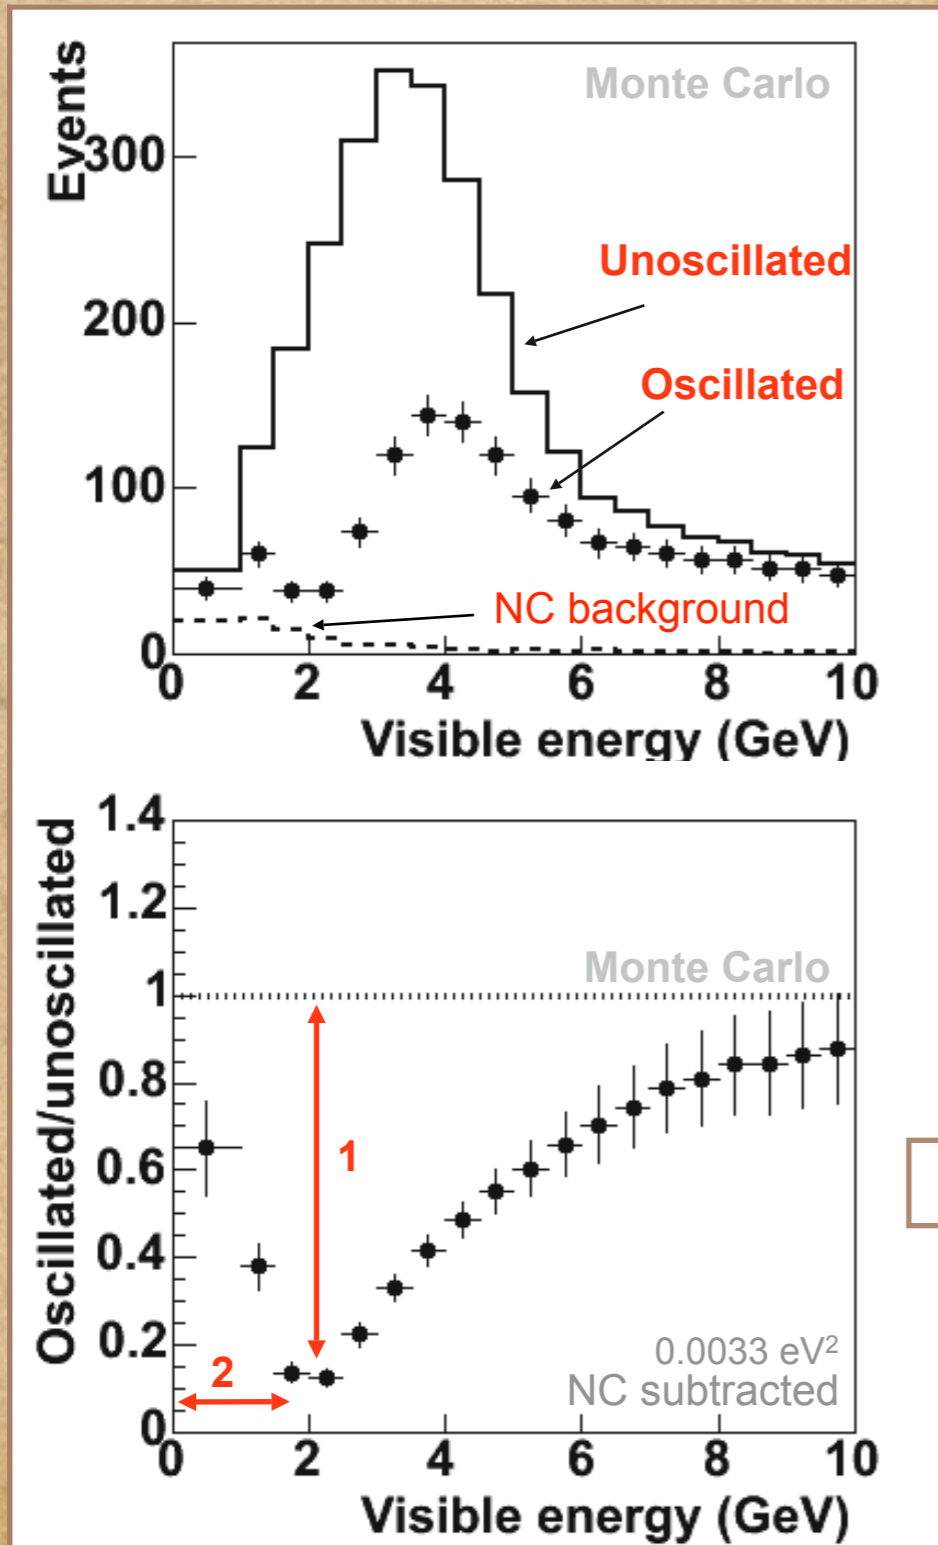 Events
300
200
100
0
Monte Carlo
Unoscillated
Oscillated
NC background
0 2 4 6 8 10
Visible energy (GeV)
Oscillated/unoscillated
1.4
1.2
1
0.8
0.6
0.4
0.2
0
Monte Carlo
1
2
0.0033 eV²
NC subtracted
0 2 4 6 8 10
Visible energy (GeV)